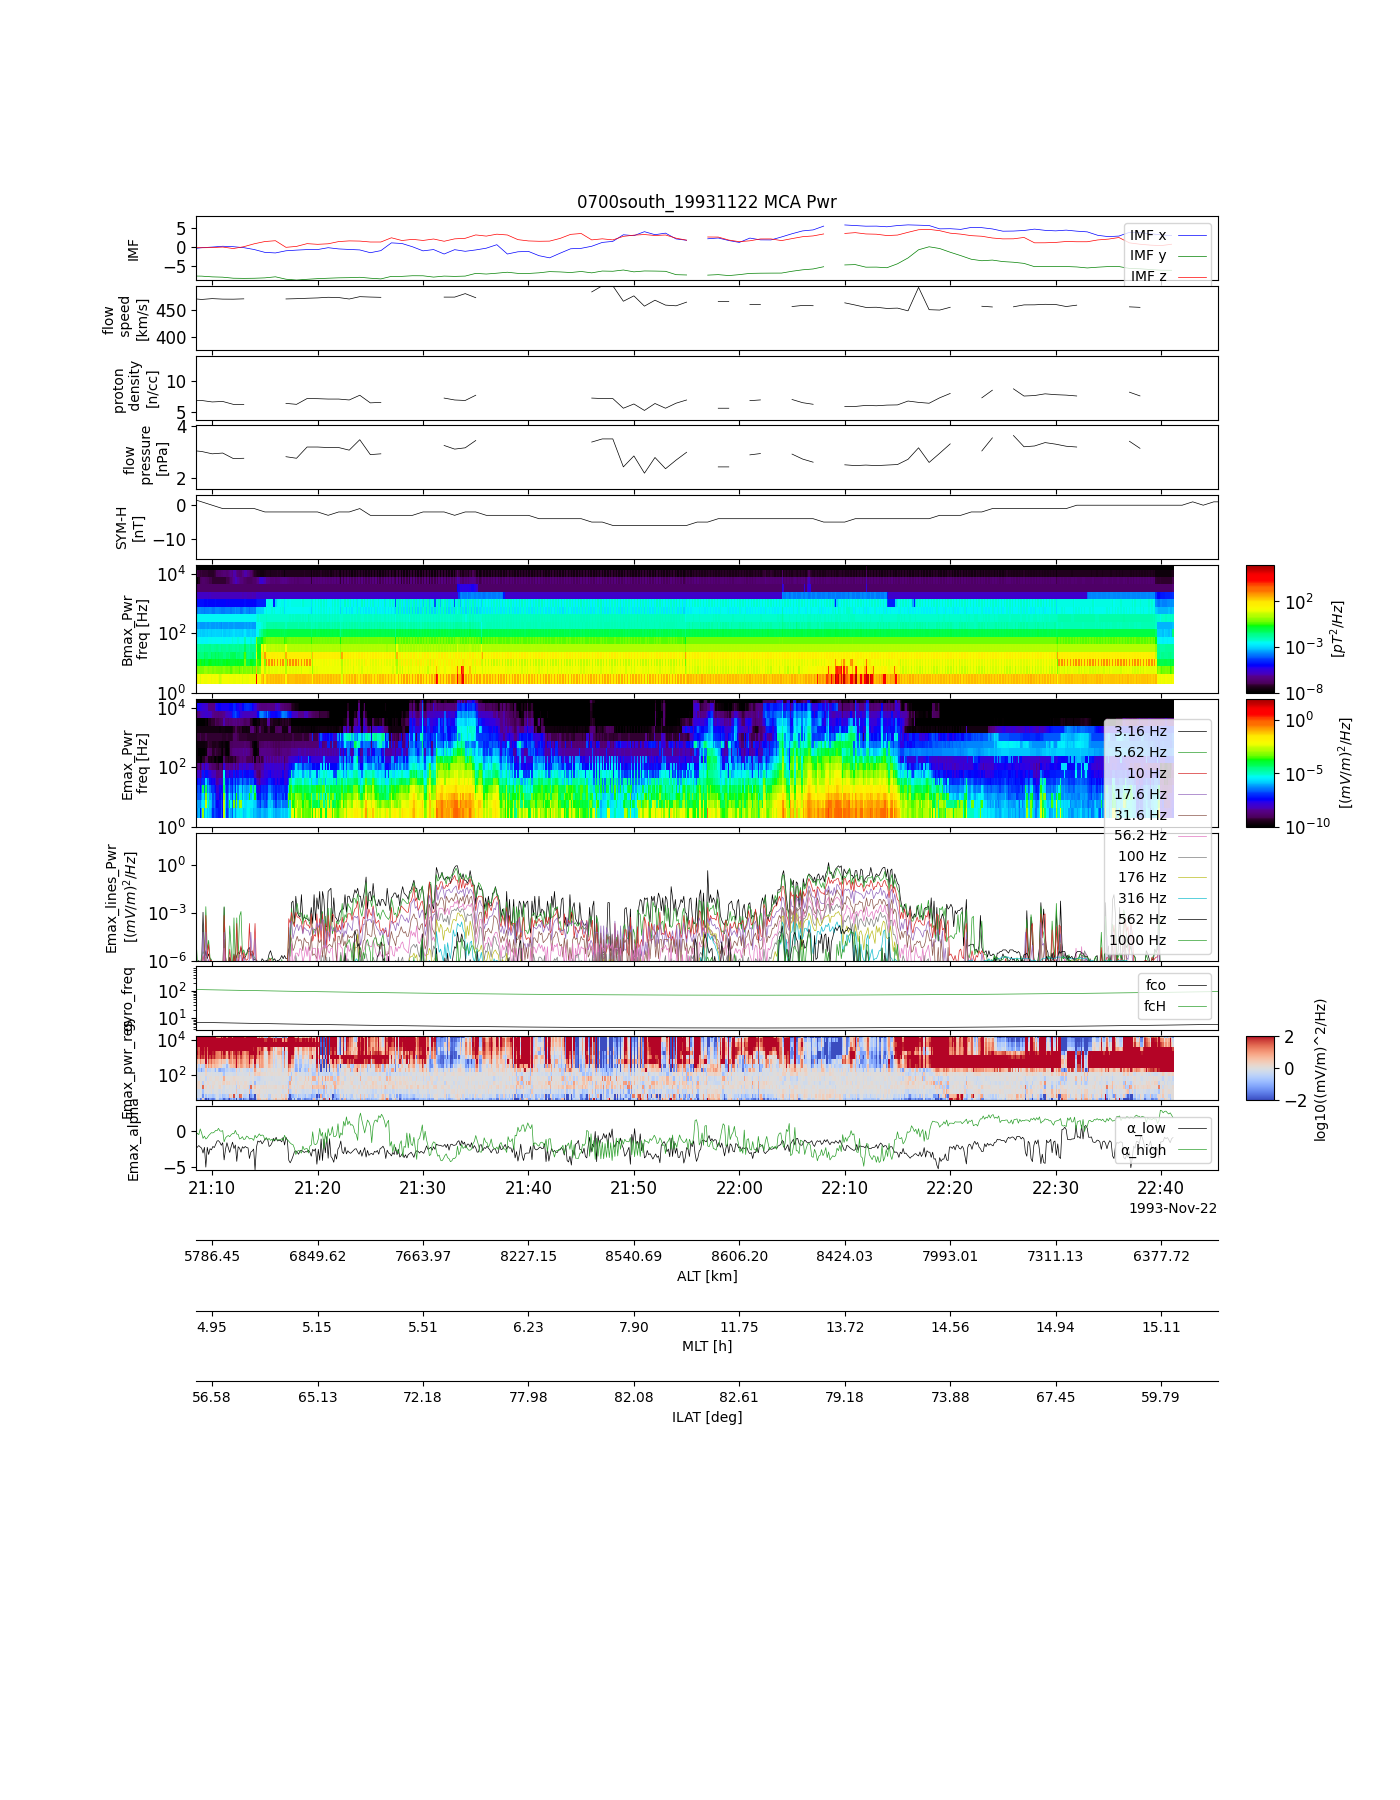 0700south_19931122 MCA Pwr
IMF
5
0
−5
IMF x
IMF y
IMF z
flow
speed
[km/s]
450
400
proton
density
[n/cc]
10
5
flow
pressure
[nPa]
4
2
SYM-H
[nT]
0
−10
Bmax_Pwr
freq [Hz]
10^4
10^2
10^0
10^2
10^−3
10^−8
[pT^2/Hz]
Emax_Pwr
freq [Hz]
10^4
10^2
10^0
10^0
10^−5
10^−10
[(mV/m)^2/Hz]
3.16 Hz
5.62 Hz
10 Hz
17.6 Hz
31.6 Hz
56.2 Hz
100 Hz
176 Hz
316 Hz
562 Hz
1000 Hz
Emax_lines_Pwr
[(mV/m)^2/Hz]
10^0
10^−3
10^−6
gyro_freq
10^2
10^1
fco
fcH
Emax_pwr_reg
10^4
10^2
2
0
−2
log10((mV/m)^2/Hz)
Emax_alpha
0
−5
α_low
α_high
21:10 21:20 21:30 21:40 21:50 22:00 22:10 22:20 22:30 22:40
1993-Nov-22
5786.45 6849.62 7663.97 8227.15 8540.69 8606.20 8424.03 7993.01 7311.13 6377.72
ALT [km]
4.95 5.15 5.51 6.23 7.90 11.75 13.72 14.56 14.94 15.11
MLT [h]
56.58 65.13 72.18 77.98 82.08 82.61 79.18 73.88 67.45 59.79
ILAT [deg]